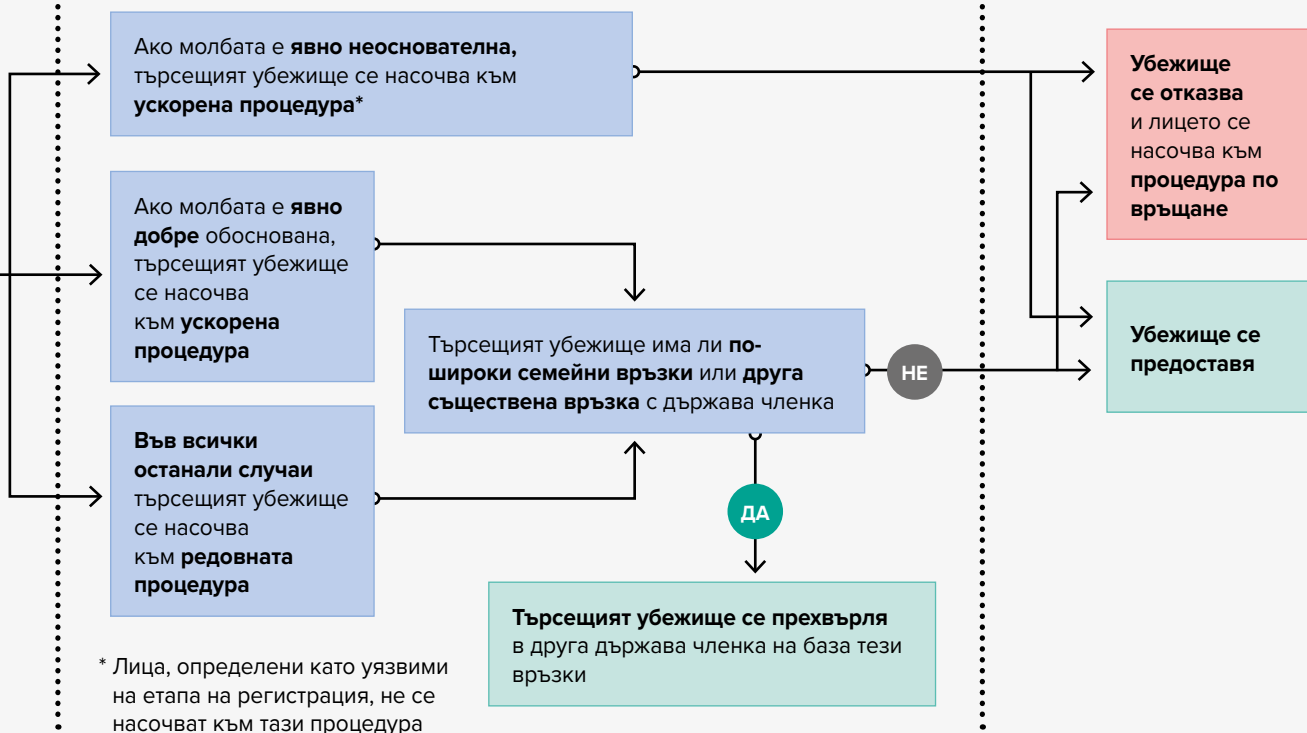 Ако молбата е явно неоснователна,
търсещият убежище се насочва към
ускорена процедура*
Ако молбата е явно
добре обоснована,
търсещият убежище
се насочва
към ускорена
процедура
Във всички
останали случаи
търсещият убежище
се насочва
към редовната
процедура
* Лица, определени като уязвими
на етапа на регистрация, не се
насочват към тази процедура
Търсещият убежище има ли по-
широки семейни връзки или друга
съществена връзка с държава членка
НЕ
ДА
Търсещият убежище се прехвърля
в друга държава членка на база тези
връзки
Убежище
се отказва
и лицето се
насочва към
процедура по
връщане
Убежище се
предоставя